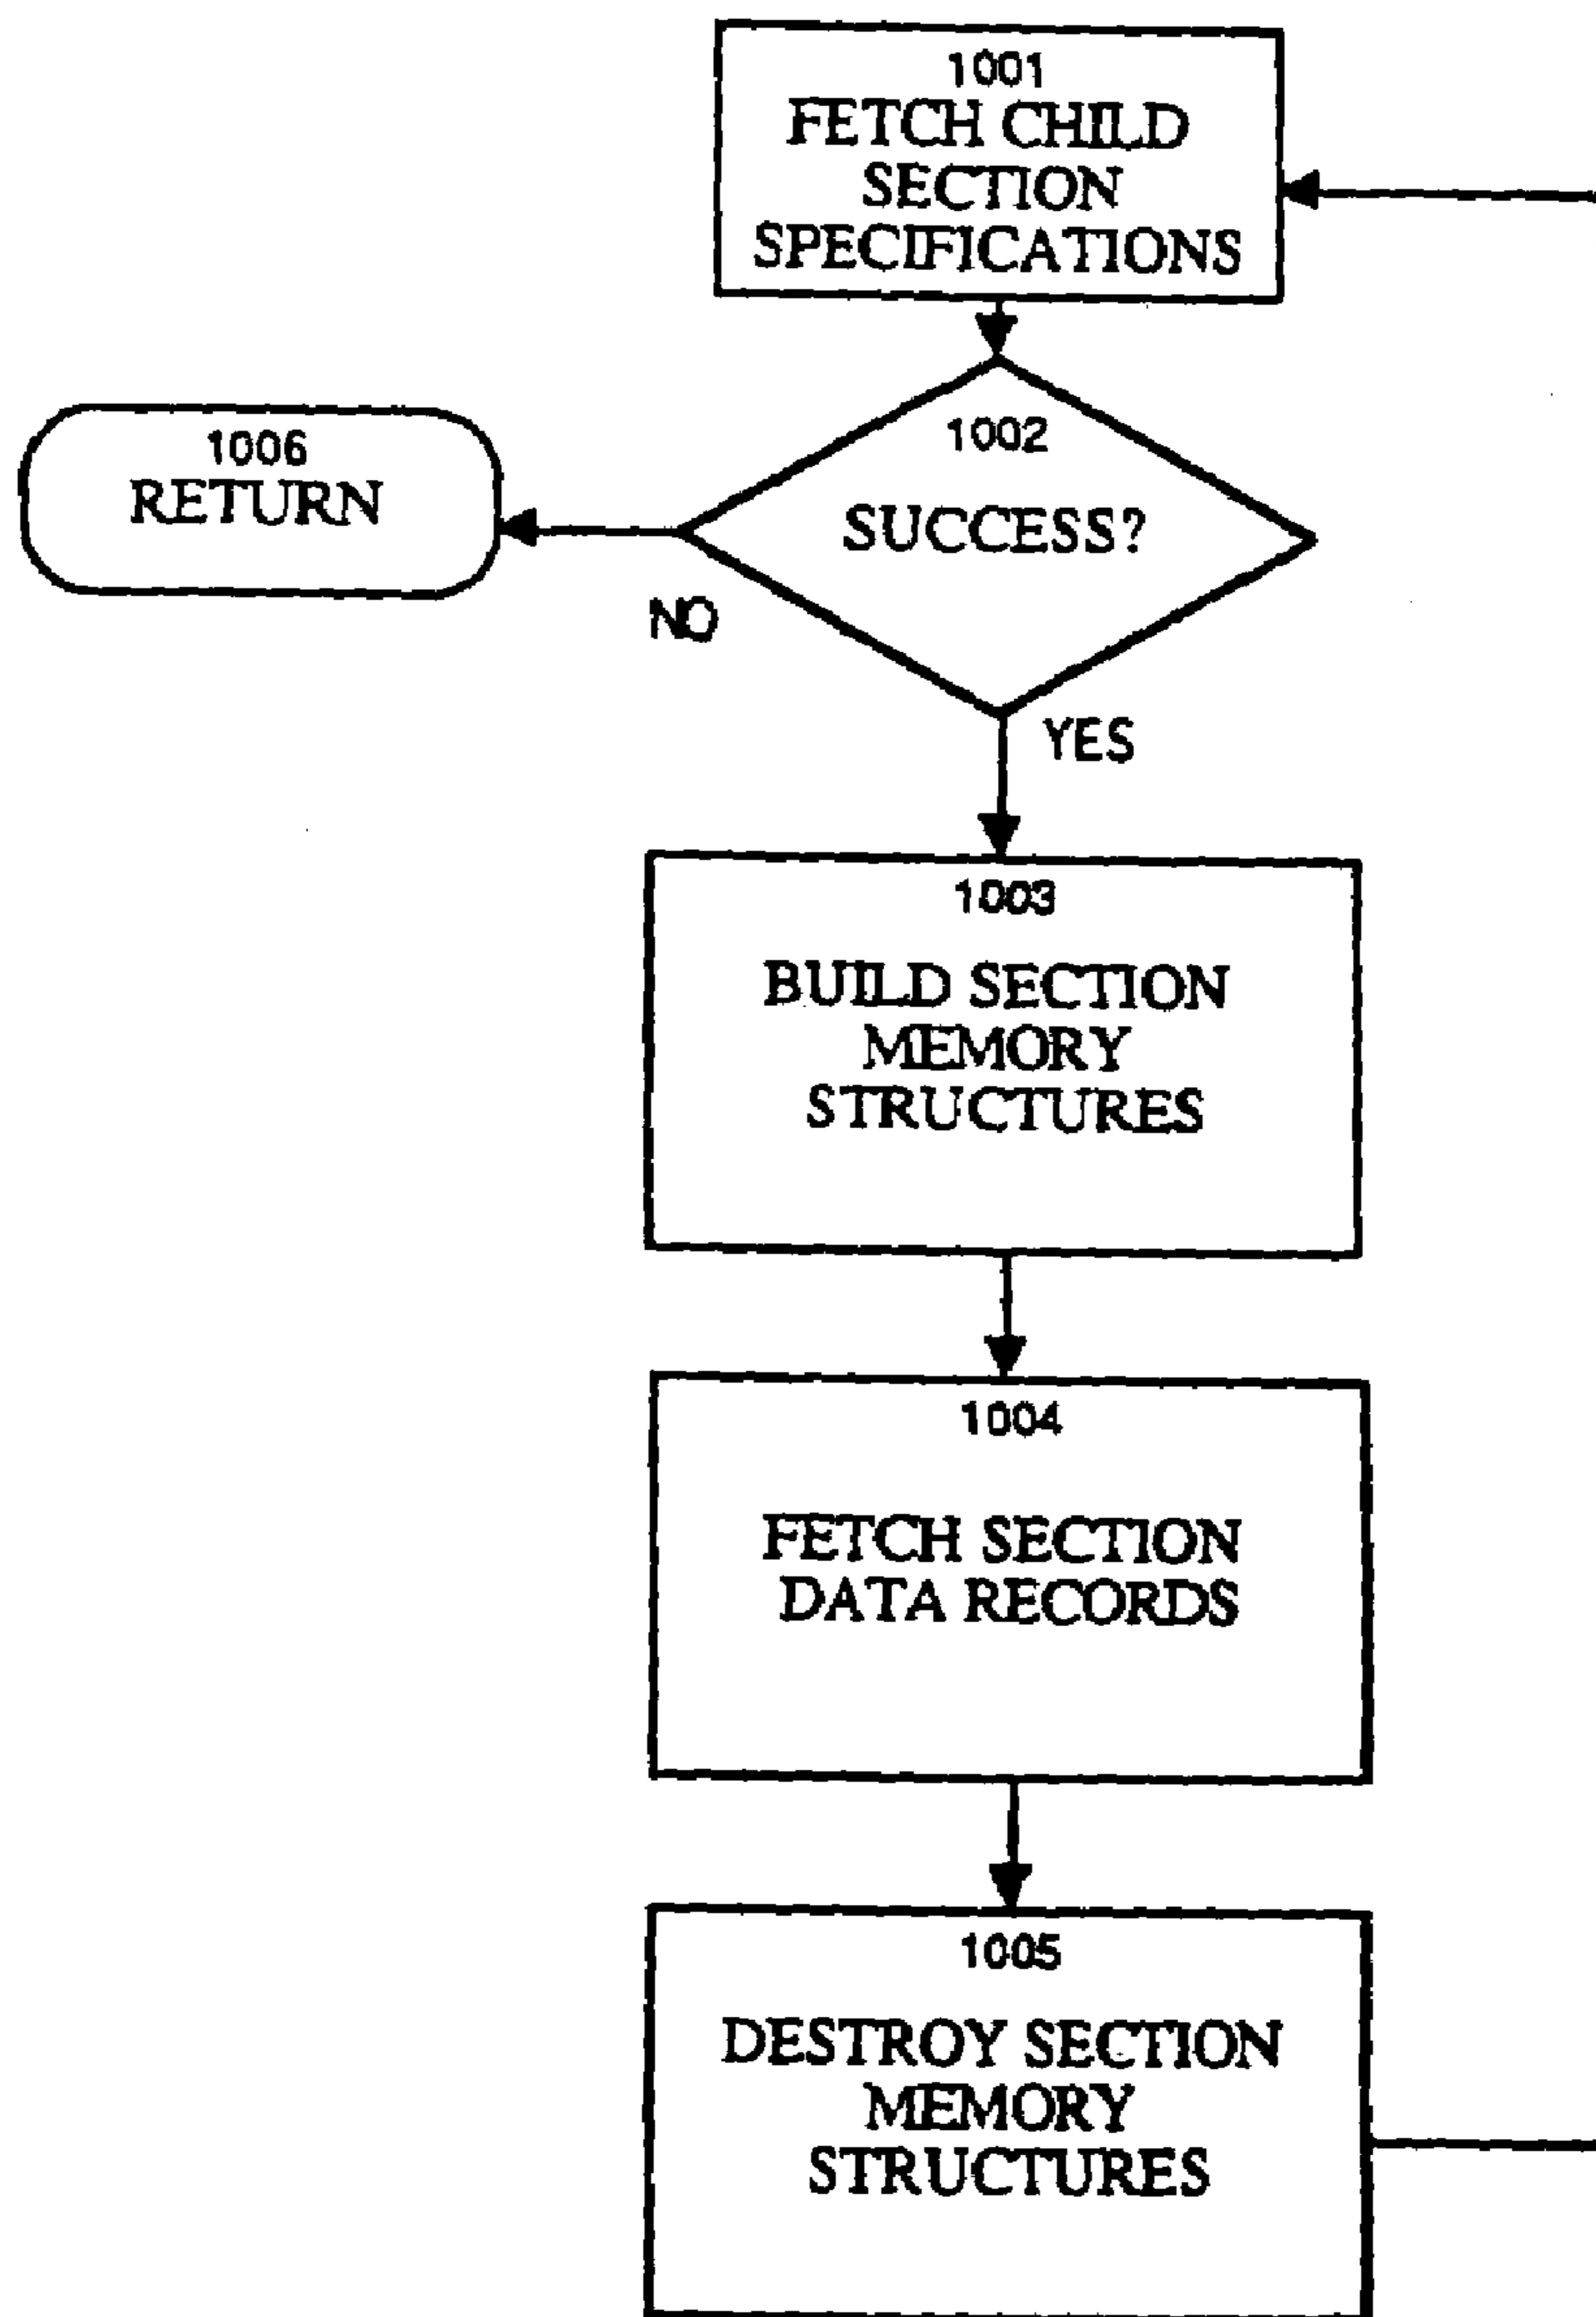 1001
FETCH CHILD
SECTION
SPECIFICATIONS
1002
SUCCESS?
1006
RETURN
NO
YES
1003
BUILD SECTION
MEMORY
STRUCTURES
1004
FETCH SECTION
DATA RECORDS
1005
DESTROY SECTION
MEMORY
STRUCTURES